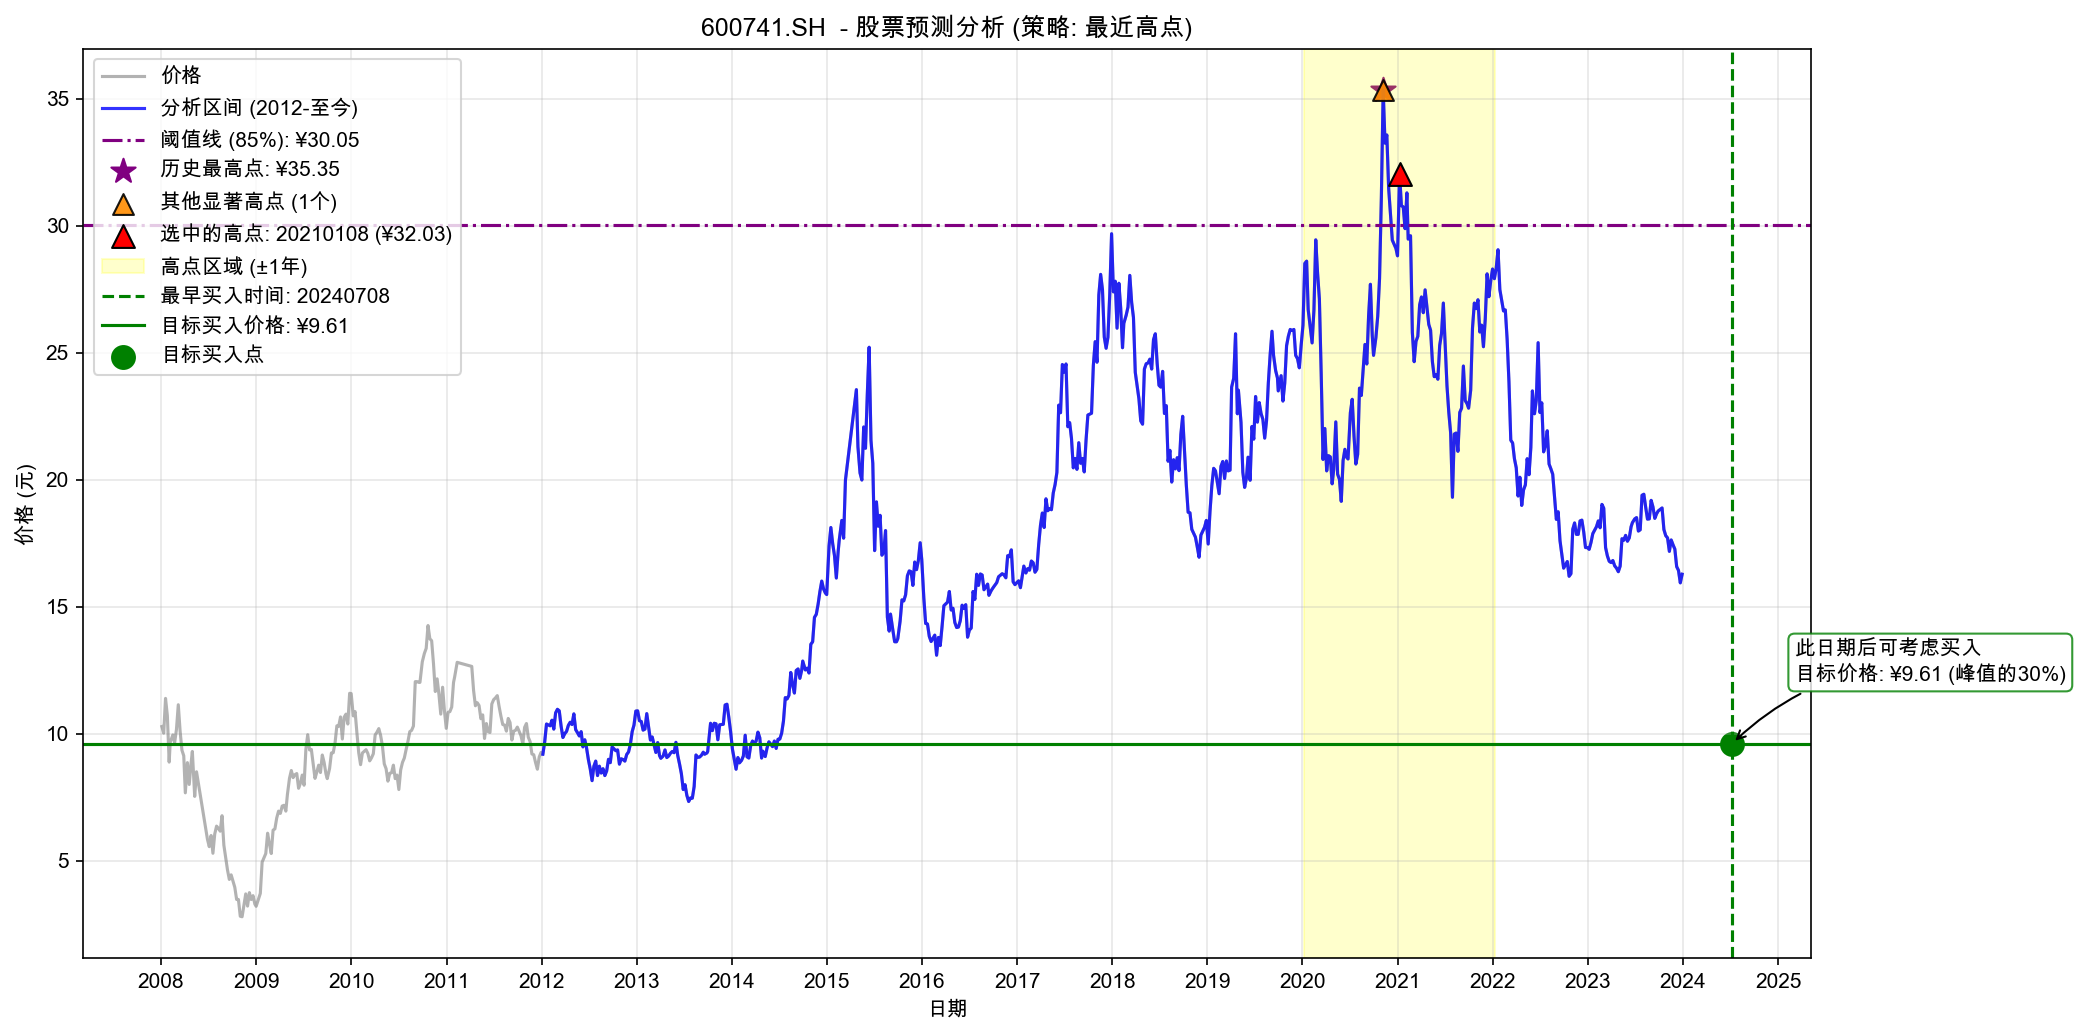 600741.SH - 股票预测分析 (策略: 最近高点)
价格
分析区间 (2012-至今)
阈值线 (85%): ¥30.05
历史最高点: ¥35.35
其他显著高点 (1个)
选中的高点: 20210108 (¥32.03)
高点区域 (±1年)
最早买入时间: 20240708
目标买入价格: ¥9.61
目标买入点
35
30
25
20
15
10
5
价格 (元)
此日期后可考虑买入
目标价格: ¥9.61 (峰值的30%)
2008 2009 2010 2011 2012 2013 2014 2015 2016 2017 2018 2019 2020 2021 2022 2023 2024 2025
日期